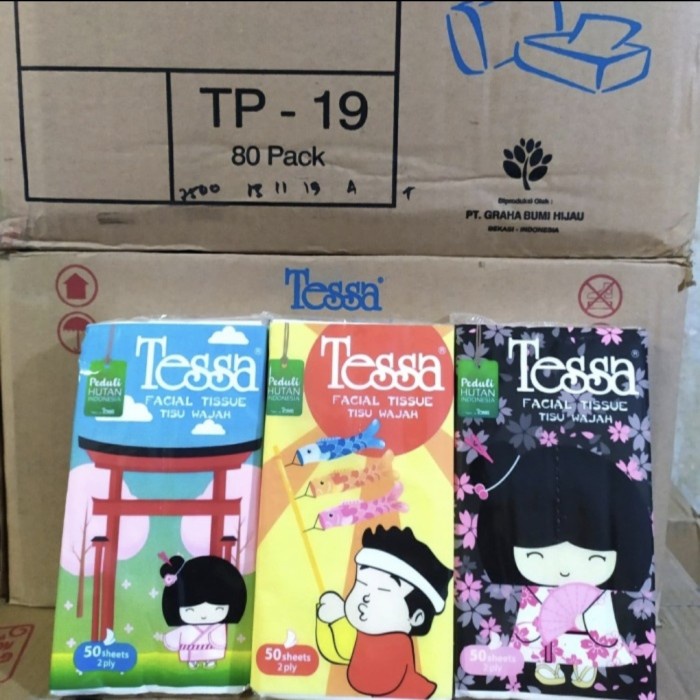 TP - 19
80 Pack
2500 18 11 19 A T
Diproduksi Oleh :
PT. GRAHA BUMI HIJAU
BEKASI - INDONESIA
Tessa®
Tessa®
FACIAL TISSUE
TISU WAJAH
Peduli
HUTAN
INDONESIA
50 sheets
2 ply
Tessa®
FACIAL TISSUE
TISU WAJAH
Peduli
HUTAN
INDONESIA
50 sheets
2 ply
Tessa®
FACIAL TISSUE
TISU WAJAH
Peduli
HUTAN
INDONESIA
50 sheets
2 ply